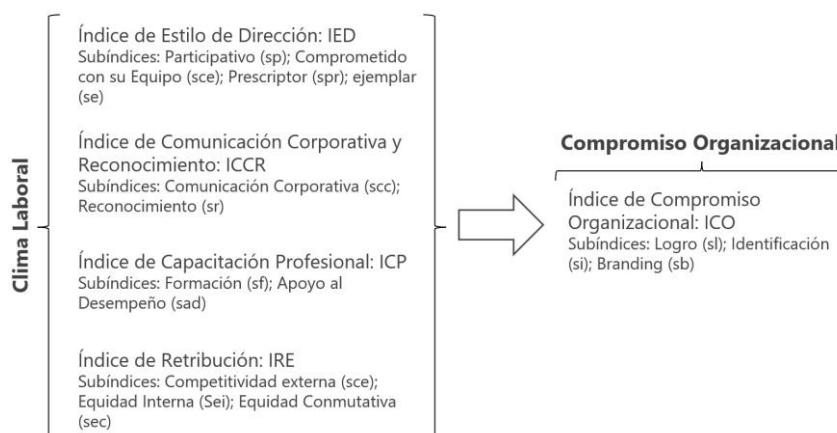 Clima Laboral
Índice de Estilo de Dirección: IED
Subíndices: Participativo (sp); Comprometido
con su Equipo (sce); Prescriptor (spr); ejemplar
(se)
Índice de Comunicación Corporativa y
Reconocimiento: ICCR
Subíndices: Comunicación Corporativa (scc);
Reconocimiento (sr)
Índice de Capacitación Profesional: ICP
Subíndices: Formación (sf); Apoyo al
Desempeño (sad)
Índice de Retribución: IRE
Subíndices: Competitividad externa (sce);
Equidad Interna (Sei); Equidad Conmutativa
(sec)
Compromiso Organizacional
Índice de Compromiso
Organizacional: ICO
Subíndices: Logro (sl); Identificación
(si); Branding (sb)